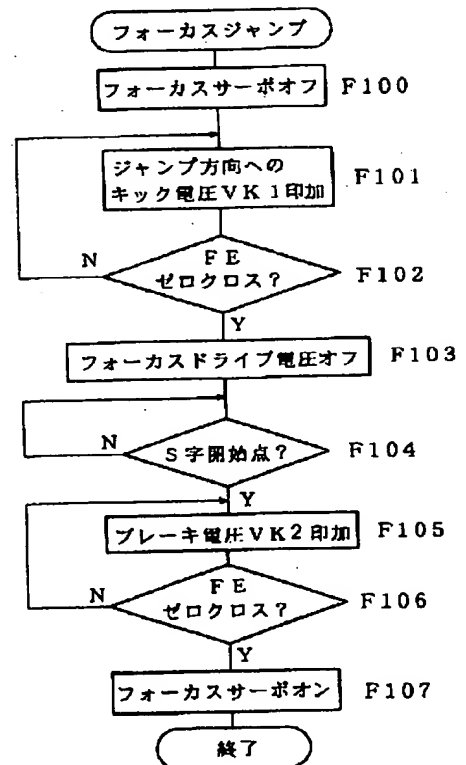 フォーカスジャンプ
フォーカスサーボオフ F100
ジャンプ方向への
キック電圧VK1印加 F101
FE
ゼロクロス? F102
N
Y
フォーカスドライブ電圧オフ F103
S字開始点? F104
N
Y
ブレーキ電圧VK2印加 F105
FE
ゼロクロス? F106
N
Y
フォーカスサーボオン F107
終了